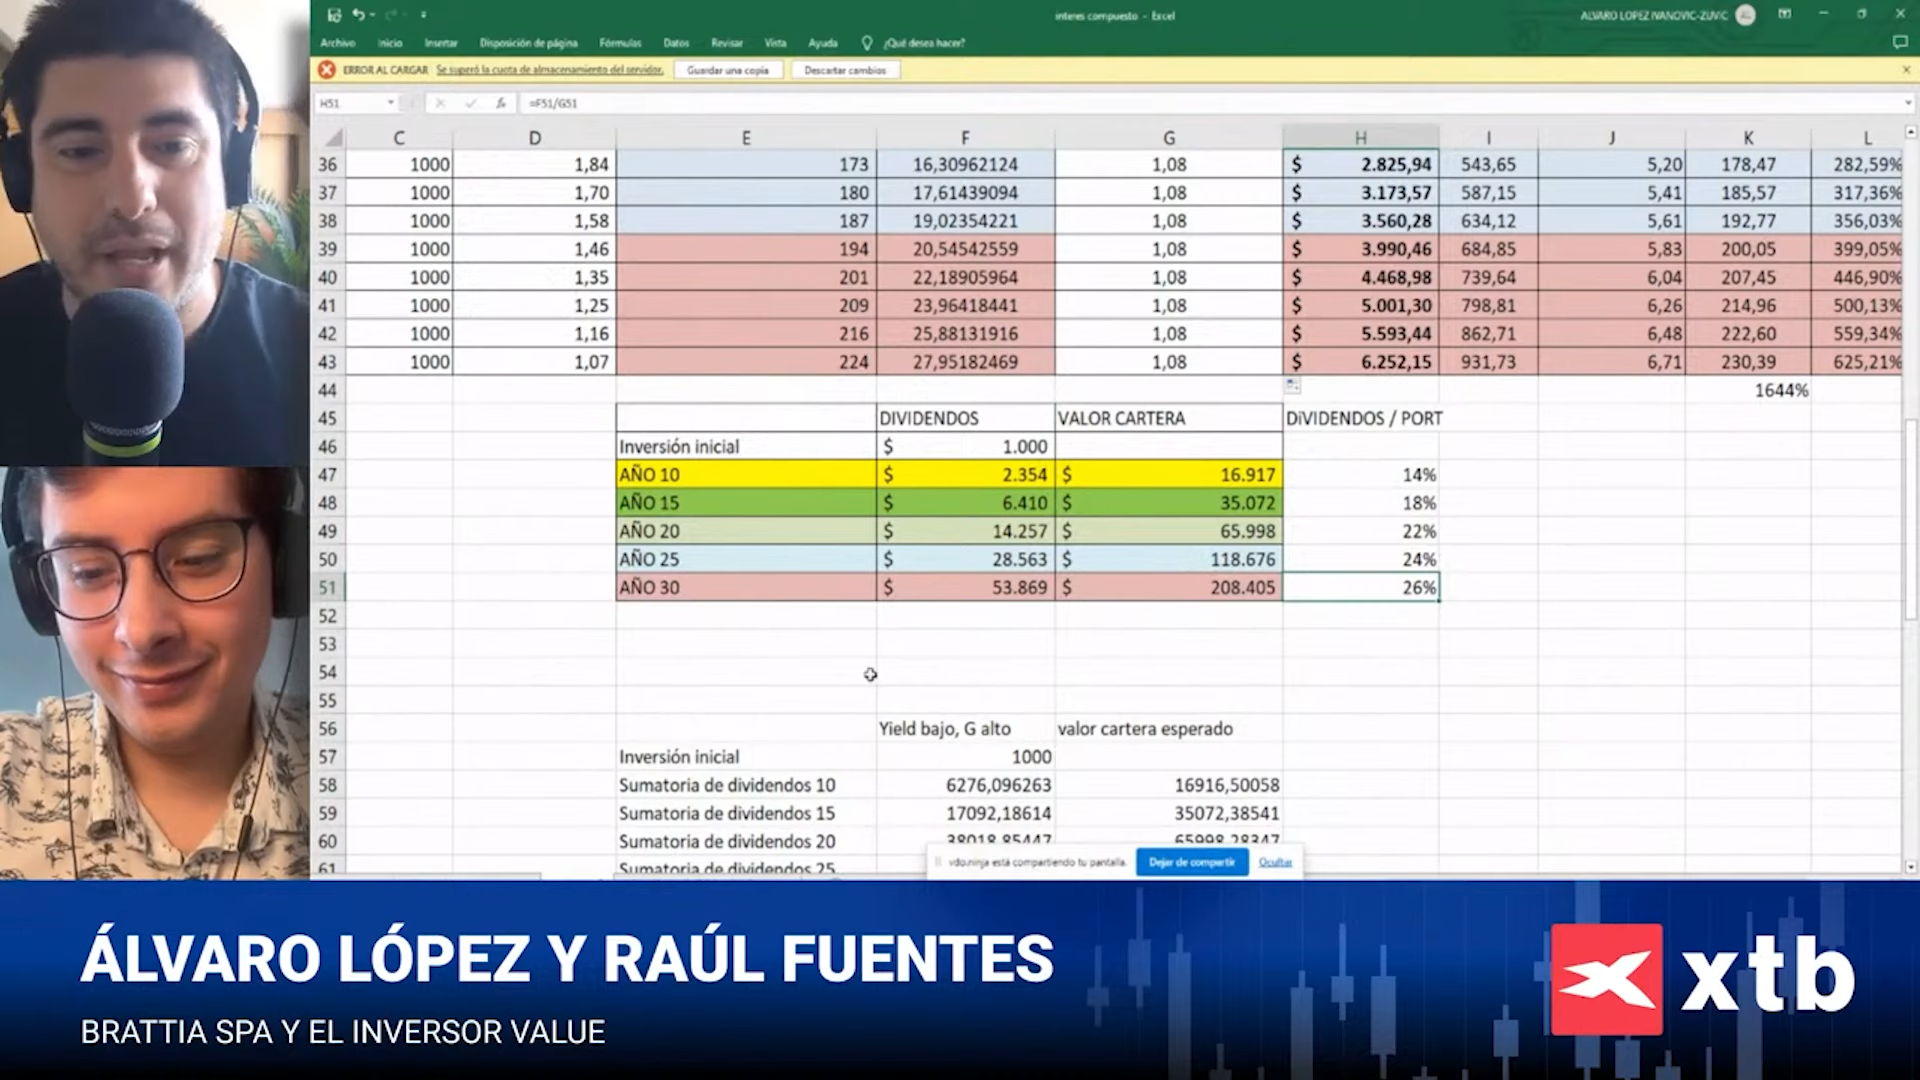 interes compuesto - Excel
ALVARO LOPEZ IVANOVIC-ZUVIC
Archivo Inicio Insertar Disposición de página Fórmulas Datos Revisar Vista Ayuda ¿Qué desea hacer?
ERROR AL CARGAR Se superó la cuota de almacenamiento del servidor. Guardar una copia Descartar cambios
H51 fx =F51/G51
C D E F G H I J K L
36 1000 1,84 173 16,30962124 1,08 $ 2.825,94 543,65 5,20 178,47 282,59%
37 1000 1,70 180 17,61439094 1,08 $ 3.173,57 587,15 5,41 185,57 317,36%
38 1000 1,58 187 19,02354221 1,08 $ 3.560,28 634,12 5,61 192,77 356,03%
39 1000 1,46 194 20,54542559 1,08 $ 3.990,46 684,85 5,83 200,05 399,05%
40 1000 1,35 201 22,18905964 1,08 $ 4.468,98 739,64 6,04 207,45 446,90%
41 1000 1,25 209 23,96418441 1,08 $ 5.001,30 798,81 6,26 214,96 500,13%
42 1000 1,16 216 25,88131916 1,08 $ 5.593,44 862,71 6,48 222,60 559,34%
43 1000 1,07 224 27,95182469 1,08 $ 6.252,15 931,73 6,71 230,39 625,21%
44 1644%
45 DIVIDENDOS VALOR CARTERA DiVIDENDOS / PORT
46 Inversión inicial $ 1.000
47 AÑO 10 $ 2.354 $ 16.917 14%
48 AÑO 15 $ 6.410 $ 35.072 18%
49 AÑO 20 $ 14.257 $ 65.998 22%
50 AÑO 25 $ 28.563 $ 118.676 24%
51 AÑO 30 $ 53.869 $ 208.405 26%
52
53
54
55
56 Yield bajo, G alto valor cartera esperado
57 Inversión inicial 1000
58 Sumatoria de dividendos 10 6276,096263 16916,50058
59 Sumatoria de dividendos 15 17092,18614 35072,38541
60 Sumatoria de dividendos 20 38018,85447 65998,28347
61 Sumatoria de dividendos 25
vdo.ninja está compartiendo tu pantalla. Dejar de compartir Ocultar
ÁLVARO LÓPEZ Y RAÚL FUENTES
BRATTIA SPA Y EL INVERSOR VALUE
xtb